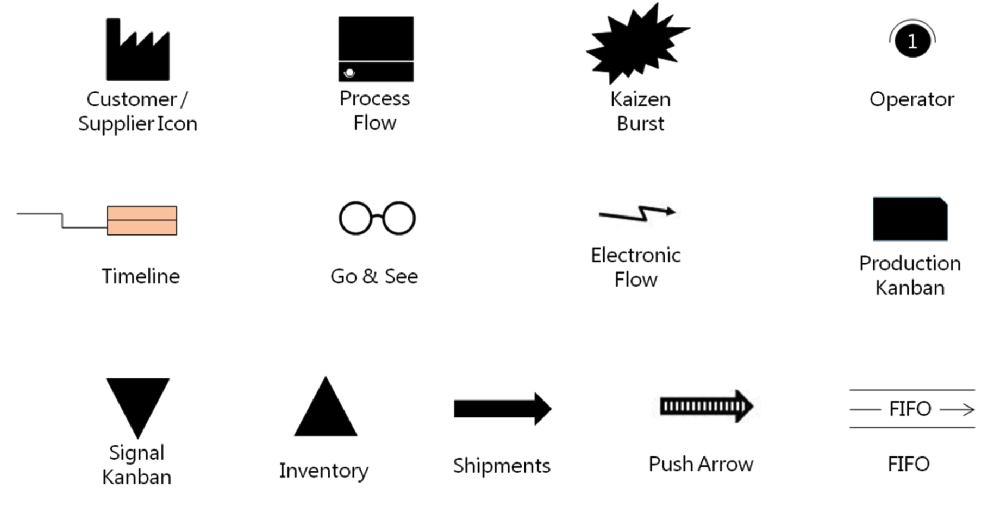 1
Customer /
Supplier Icon
Process
Flow
Kaizen
Burst
Operator
Timeline
Go & See
Electronic
Flow
Production
Kanban
FIFO
Signal
Kanban
Inventory
Shipments
Push Arrow
FIFO